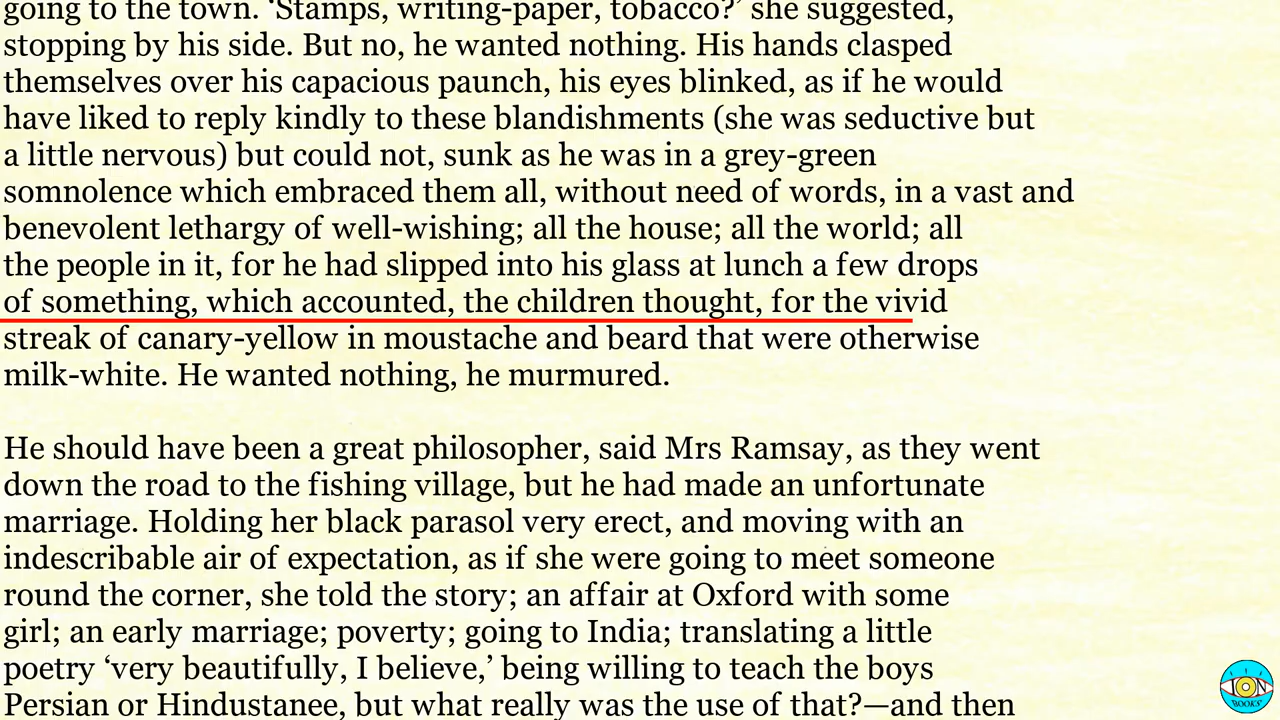 going to the town. ‘Stamps, writing-paper, tobacco?’ she suggested,
stopping by his side. But no, he wanted nothing. His hands clasped
themselves over his capacious paunch, his eyes blinked, as if he would
have liked to reply kindly to these blandishments (she was seductive but
a little nervous) but could not, sunk as he was in a grey-green
somnolence which embraced them all, without need of words, in a vast and
benevolent lethargy of well-wishing; all the house; all the world; all
the people in it, for he had slipped into his glass at lunch a few drops
of something, which accounted, the children thought, for the vivid
streak of canary-yellow in moustache and beard that were otherwise
milk-white. He wanted nothing, he murmured.
He should have been a great philosopher, said Mrs Ramsay, as they went
down the road to the fishing village, but he had made an unfortunate
marriage. Holding her black parasol very erect, and moving with an
indescribable air of expectation, as if she were going to meet someone
round the corner, she told the story; an affair at Oxford with some
girl; an early marriage; poverty; going to India; translating a little
poetry ‘very beautifully, I believe,’ being willing to teach the boys
Persian or Hindustanee, but what really was the use of that?—and then
ION
BOOKS